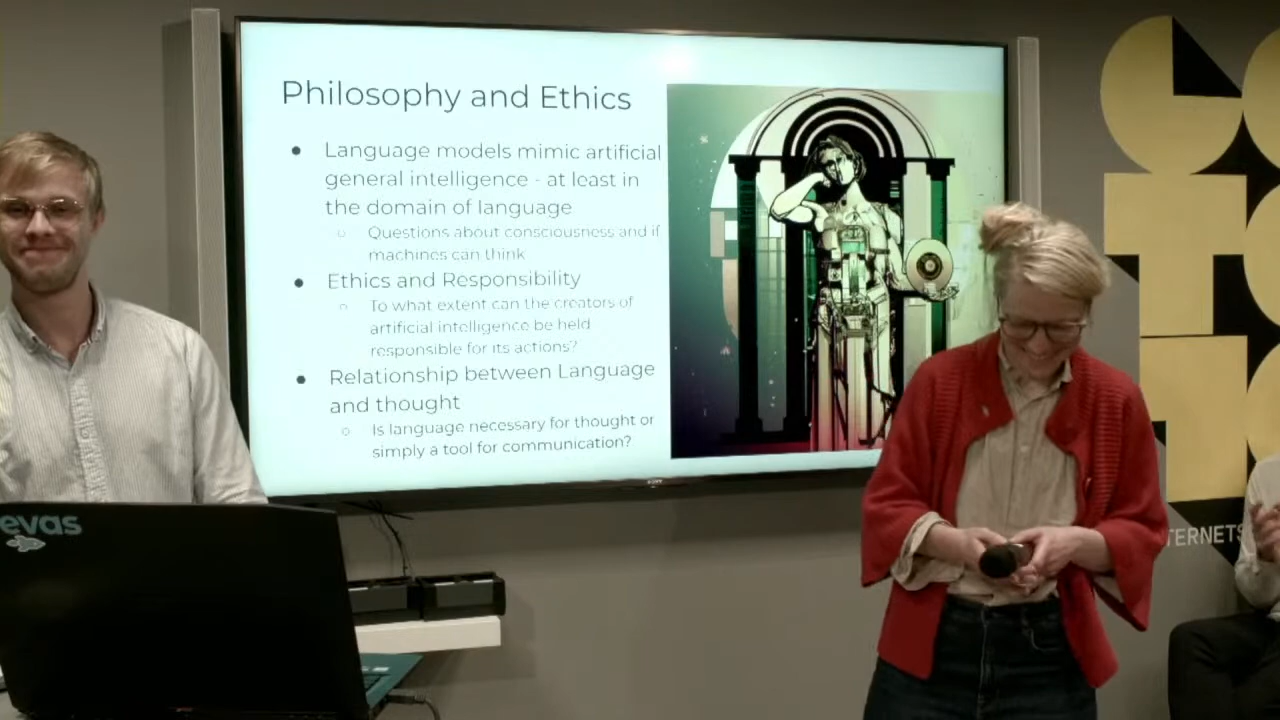 Philosophy and Ethics
Language models mimic artificial
general intelligence - at least in
the domain of language
Questions about consciousness and if
machines can think
Ethics and Responsibility
To what extent can the creators of
artificial intelligence be held
responsible for its actions?
Relationship between Language
and thought
Is language necessary for thought or
simply a tool for communication?
SONY
evas
TERNETS